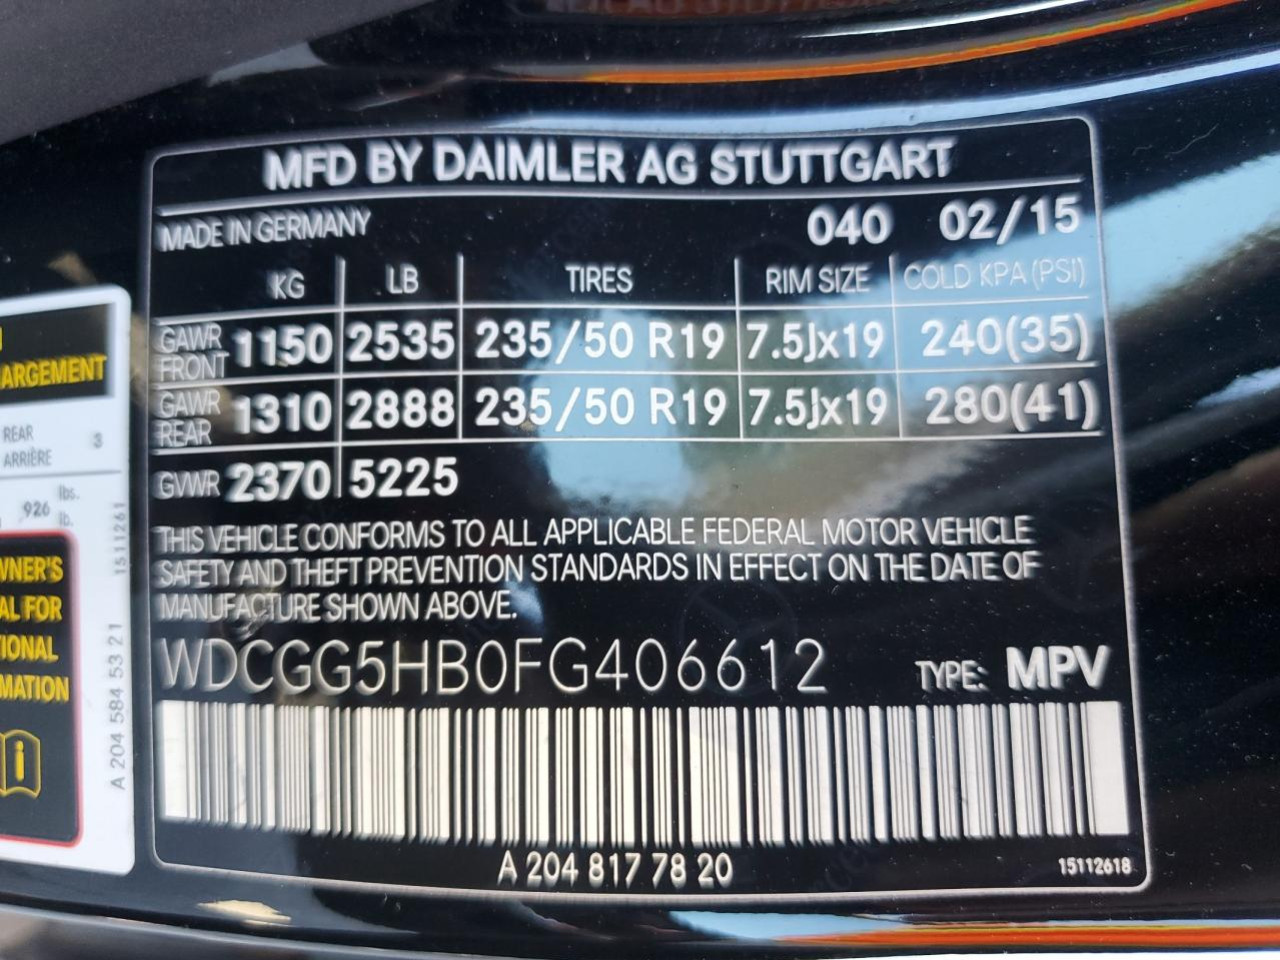 MFD BY DAIMLER AG STUTTGART
MADE IN GERMANY 040 02/15
KG LB TIRES RIM SIZE COLD KPA (PSI)
GAWR FRONT 1150 2535 235/50 R19 7.5Jx19 240(35)
GAWR REAR 1310 2888 235/50 R19 7.5Jx19 280(41)
GVWR 2370 5225
THIS VEHICLE CONFORMS TO ALL APPLICABLE FEDERAL MOTOR VEHICLE
SAFETY AND THEFT PREVENTION STANDARDS IN EFFECT ON THE DATE OF
MANUFACTURE SHOWN ABOVE.
WDCGG5HB0FG406612 TYPE: MPV
A 204 817 78 20
15112618
ARGEMENT
REAR 3
ARRIÈRE
926 lbs.
lb.
WNER'S
AL FOR
IONAL
MATION
i
A 204 584 53 21 1511261